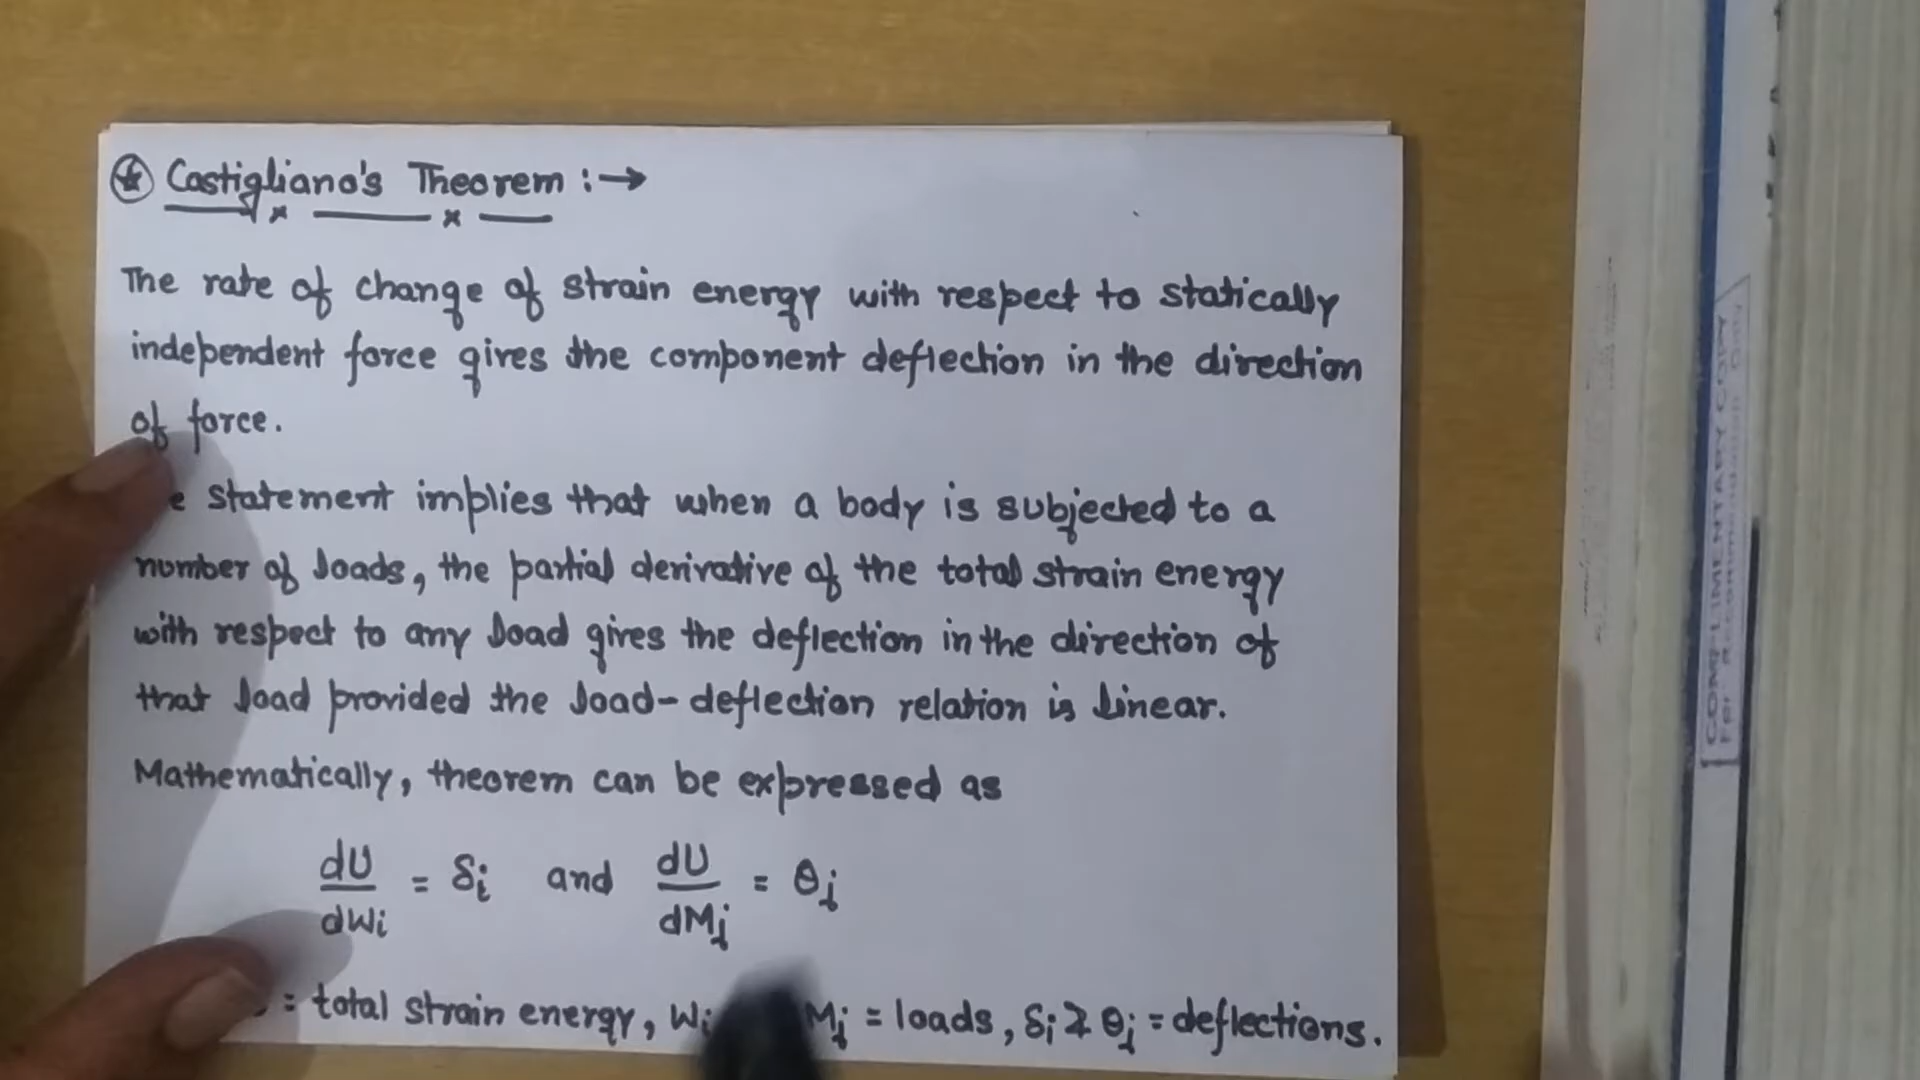 Castigliano's Theorem :→
The rate of change of strain energy with respect to statically
independent force gives the component deflection in the direction
of force.
statement implies that when a body is subjected to a
number of loads, the partial derivative of the total strain energy
with respect to any load gives the deflection in the direction of
that load provided the load-deflection relation is linear.
Mathematically, theorem can be expressed as
dU/dWi = δi and dU/dMj = θj
= total strain energy, Wi Mj = loads, δi & θj = deflections.
COMPLIMENTARY COPY